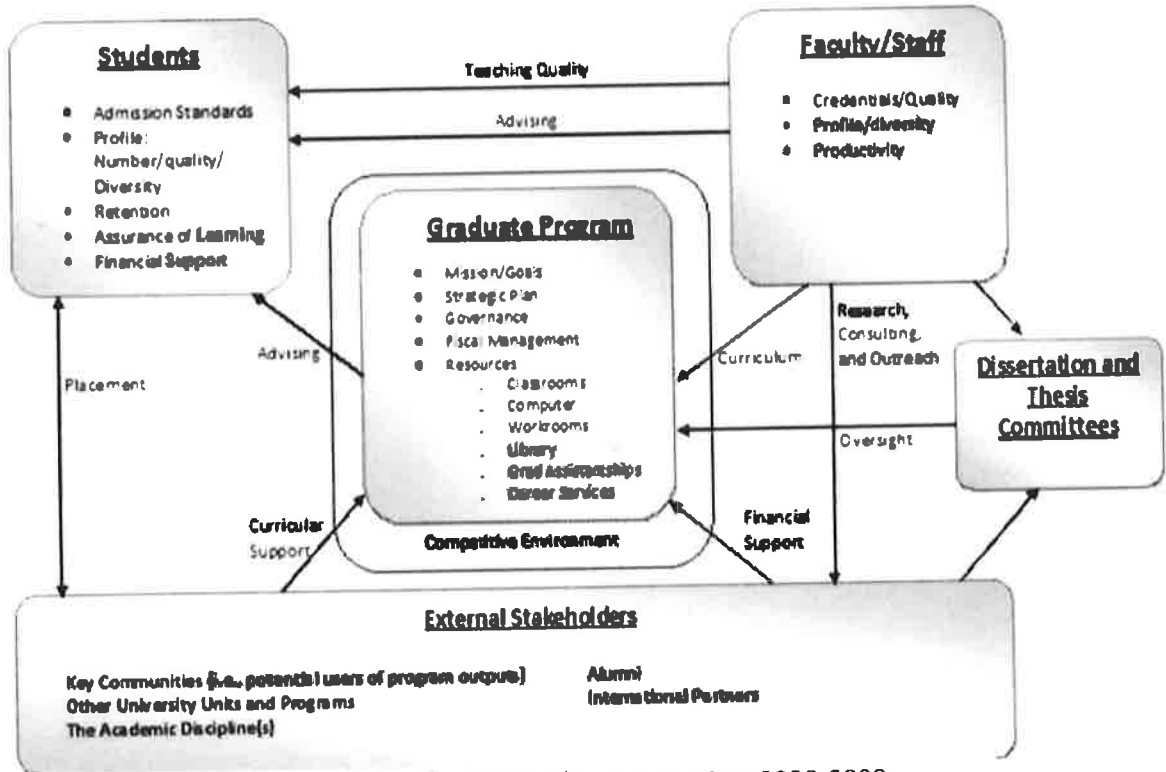 Students
• Admission Standards
• Profile:
Number/quality/
Diversity
• Retention
• Assurance of Learning
• Financial Support
Teaching Quality
Advising
Faculty/Staff
• Credentials/Quality
• Profile/diversity
• Productivity
Graduate Program
• Mission/Goals
• Strategic Plan
• Governance
• Fiscal Management
• Resources
. Classrooms
. Computer
. Workrooms
. Library
. Grad Assistantships
. Career Services
Competitive Environment
Advising
Placement
Curriculum
Research,
Consulting,
and Outreach
Dissertation and
Thesis
Committees
Oversight
Curricular
Support
Financial
Support
External Stakeholders
Key Communities (i.e., potential users of program outputs)
Other University Units and Programs
The Academic Discipline(s)
Alumni
International Partners